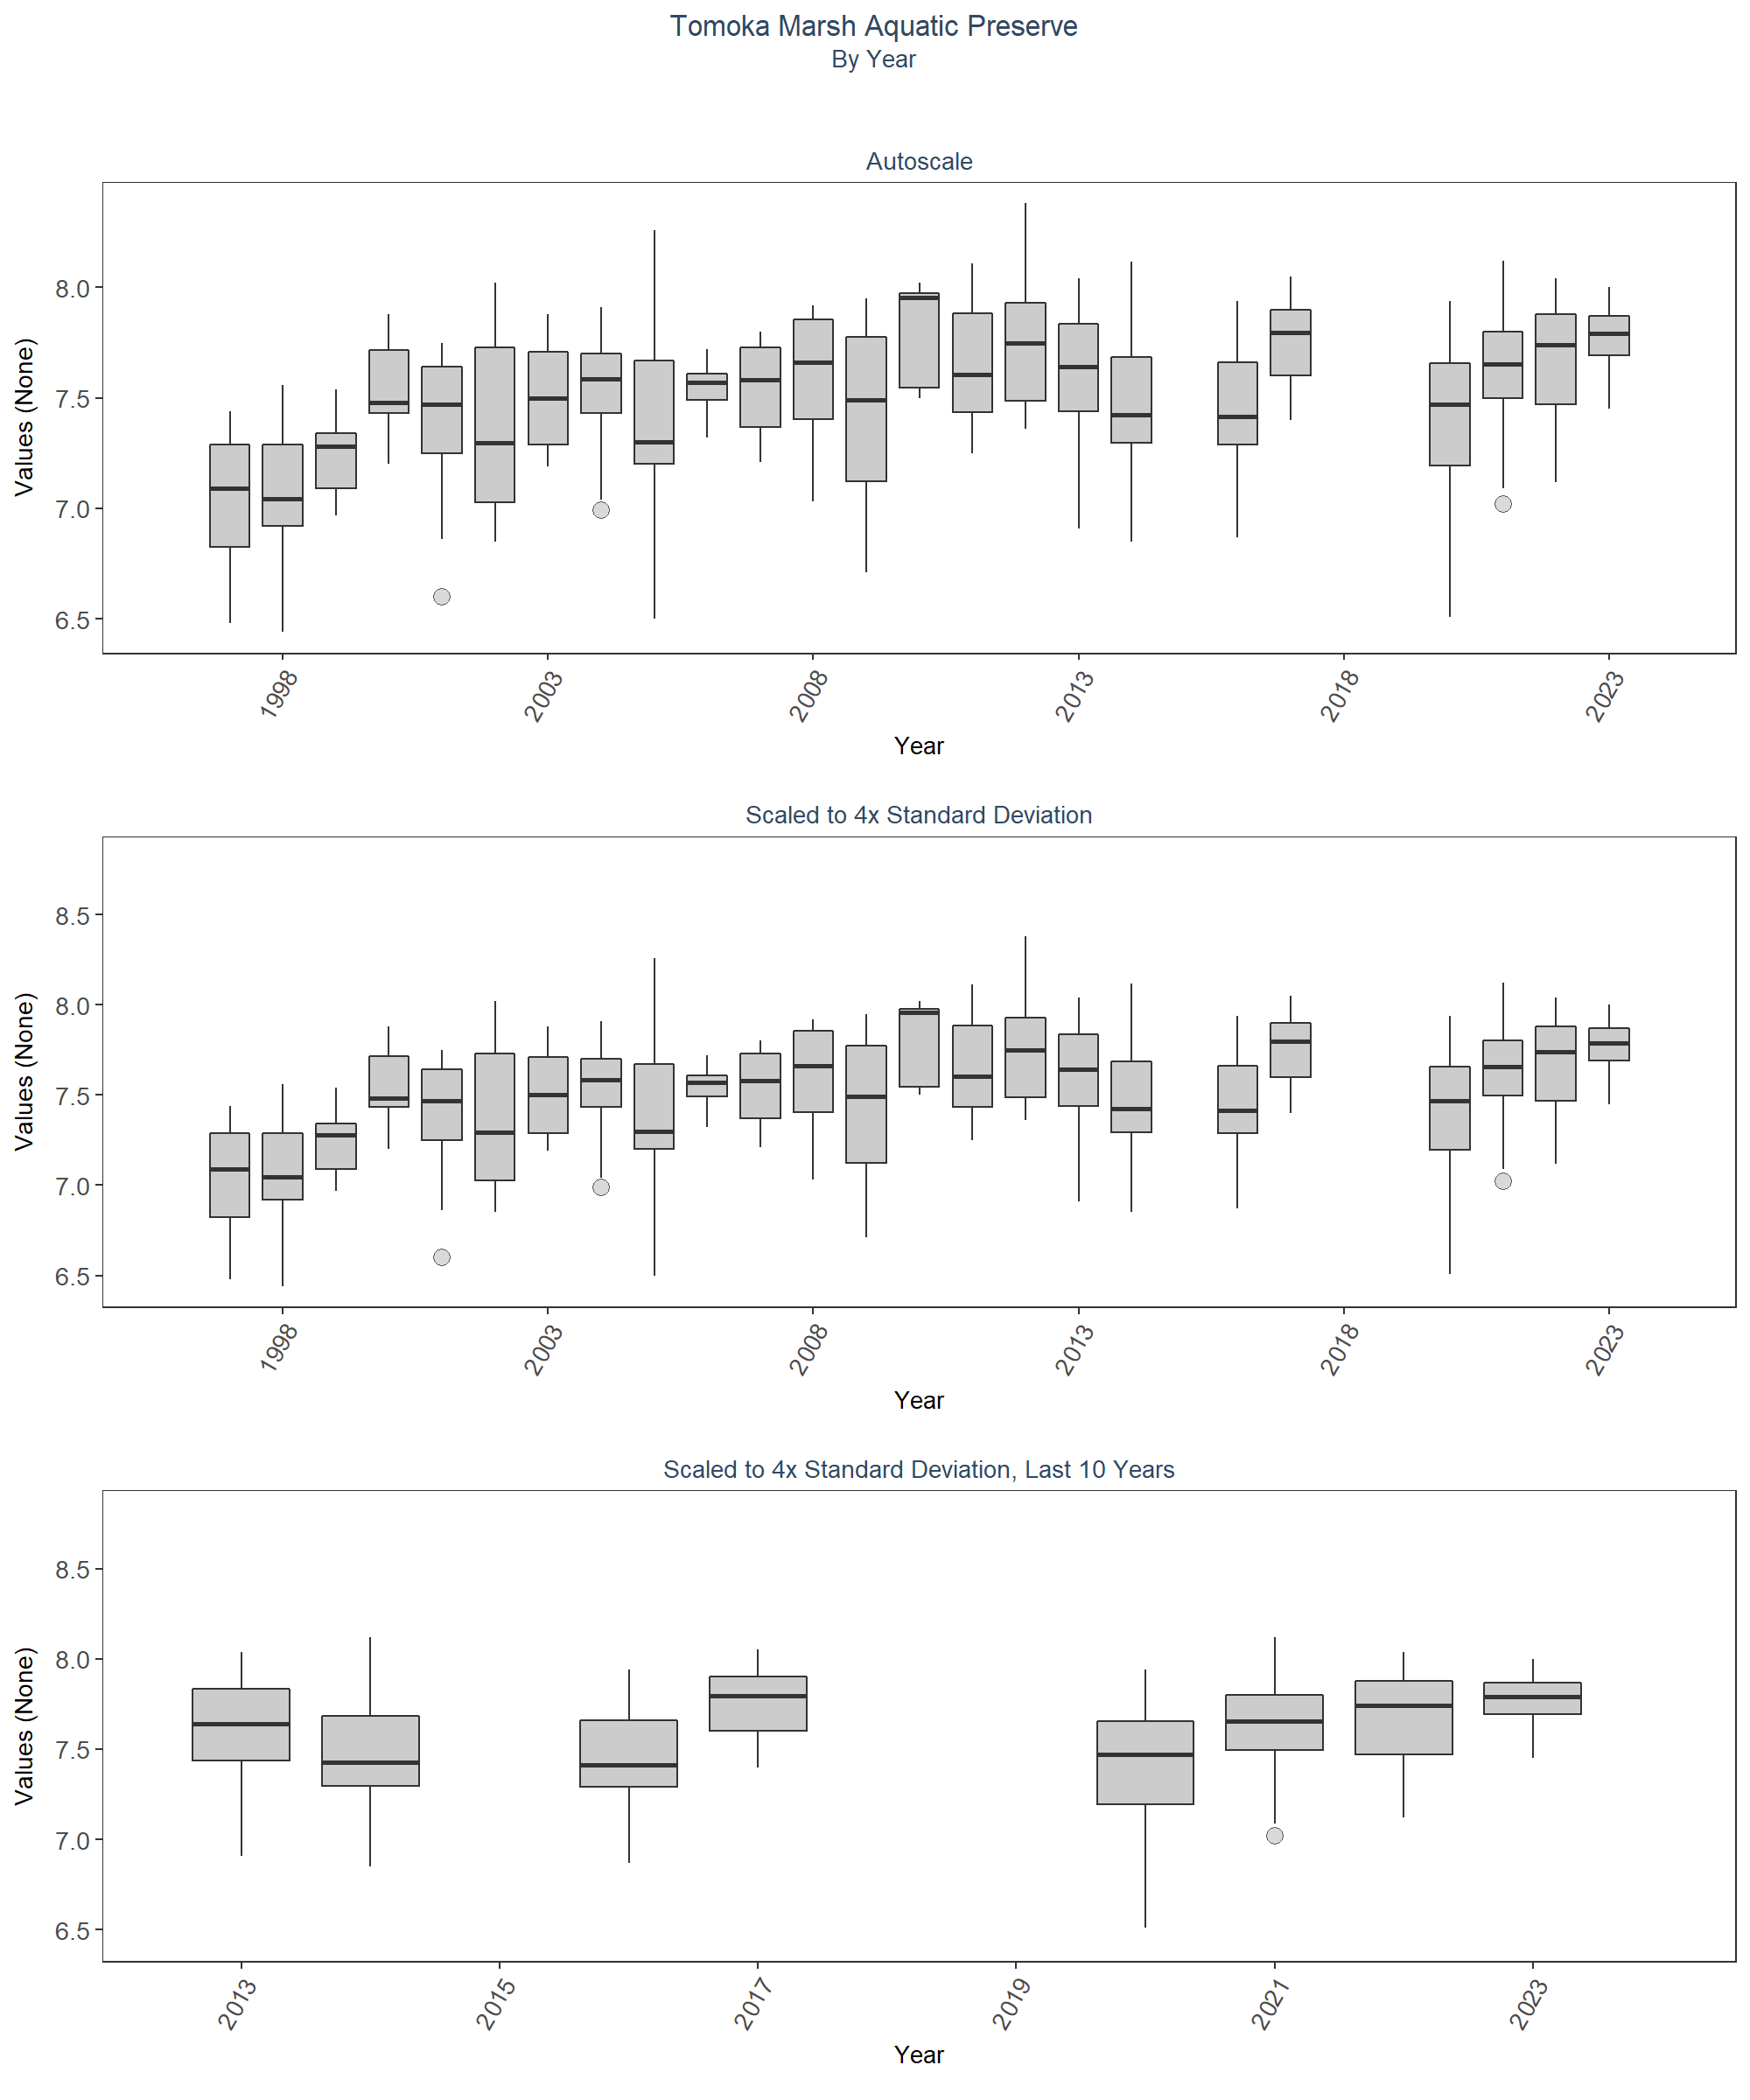 Tomoka Marsh Aquatic Preserve
By Year
Autoscale
Values (None)
8.0
7.5
7.0
6.5
1998
2003
2008
2013
2018
2023
Year
Scaled to 4x Standard Deviation
Values (None)
8.5
8.0
7.5
7.0
6.5
1998
2003
2008
2013
2018
2023
Year
Scaled to 4x Standard Deviation, Last 10 Years
Values (None)
8.5
8.0
7.5
7.0
6.5
2013
2015
2017
2019
2021
2023
Year